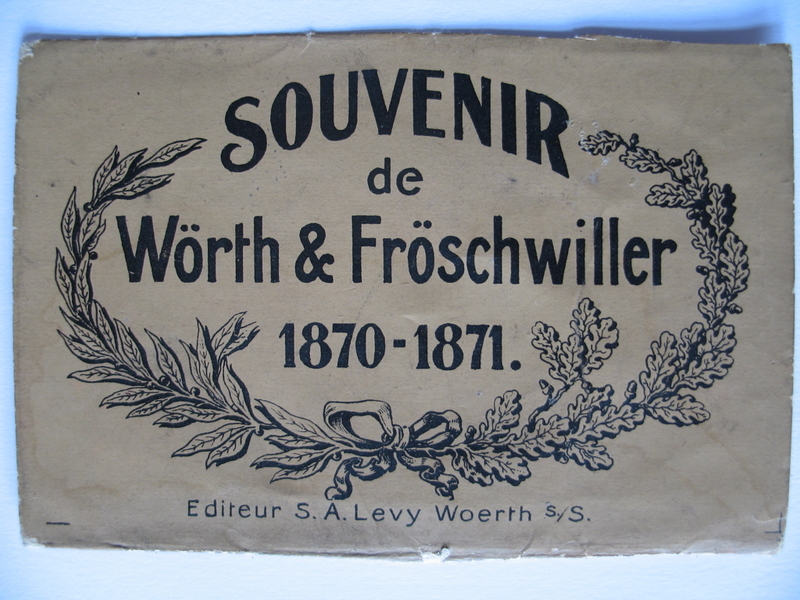 SOUVENIR
de
Wörth & Fröschwiller
1870-1871.
Editeur S. A. Levy Woerth s/S.